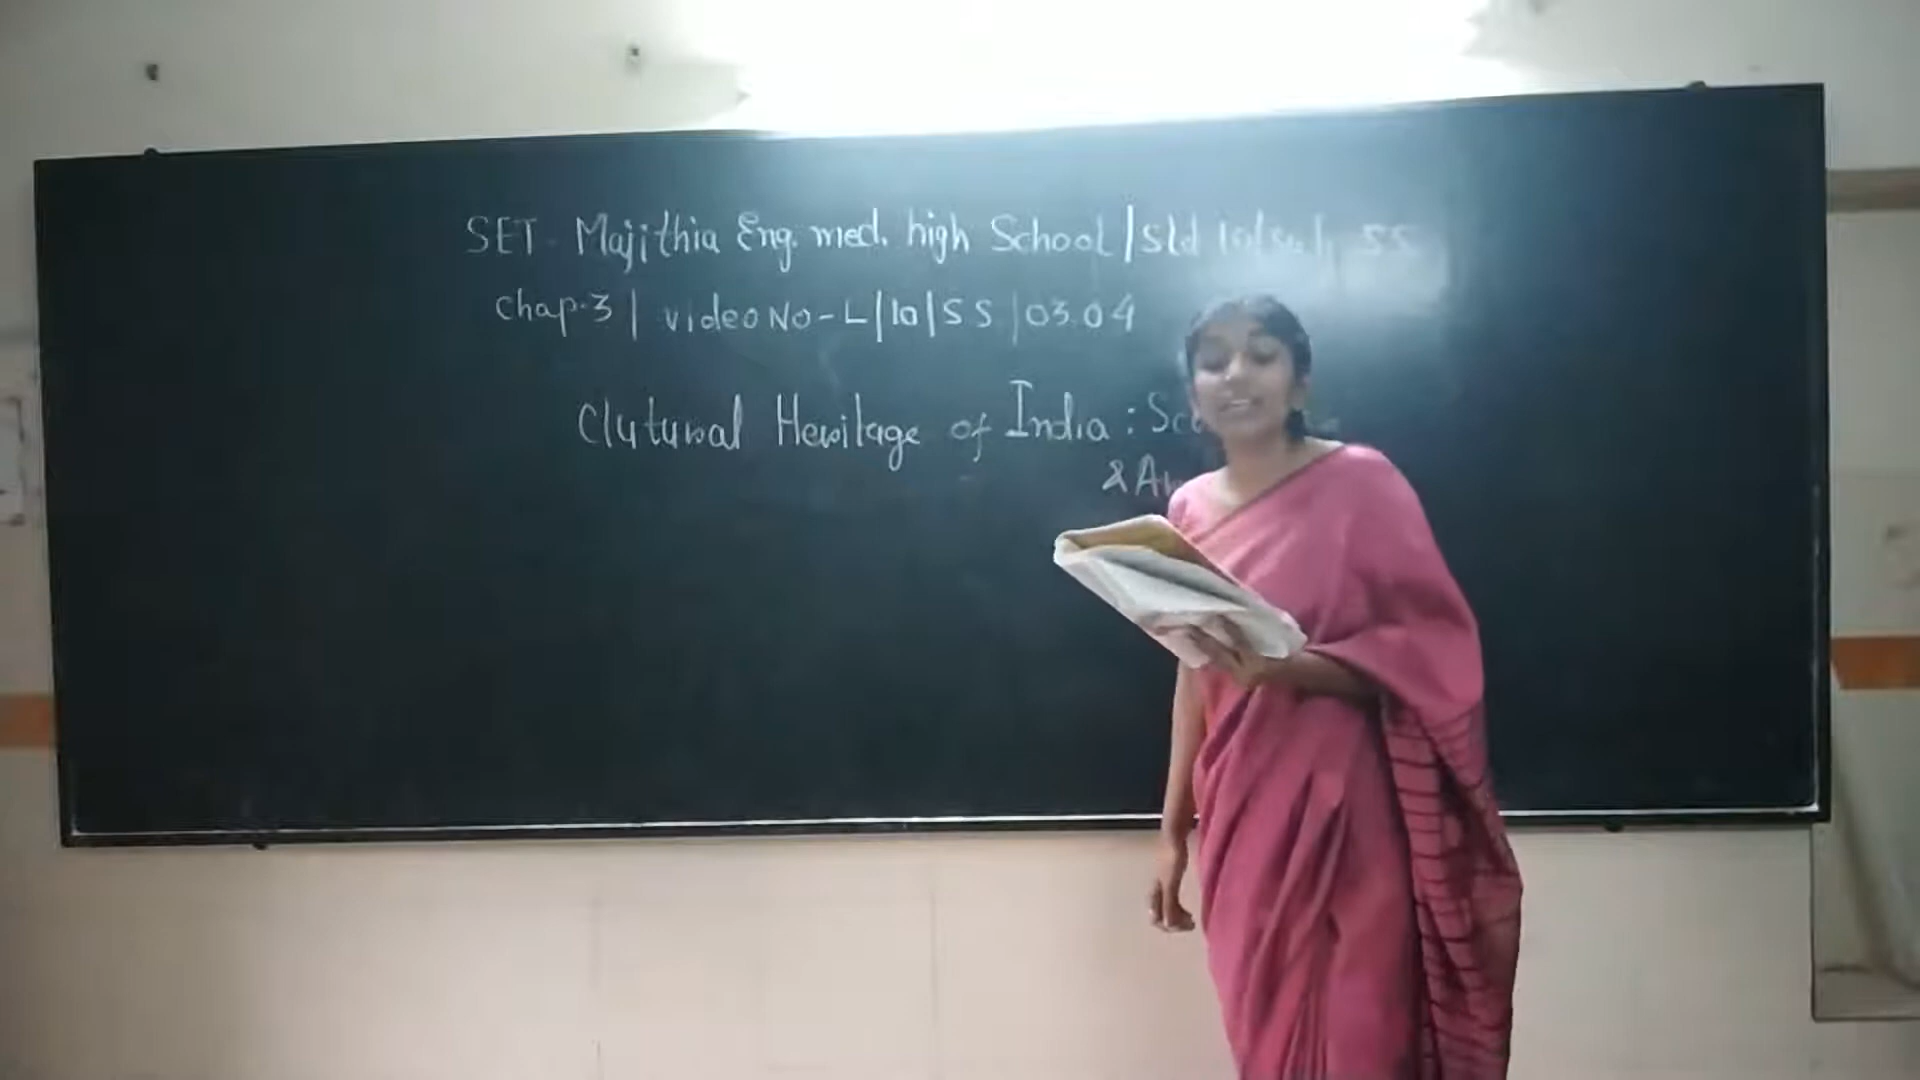 SET - Majithia Eng. med. high School / Std 10 / Sub SS
Chap. 3 | Video No - L|10|SS|03.04
Clutural Heritage of India :
&